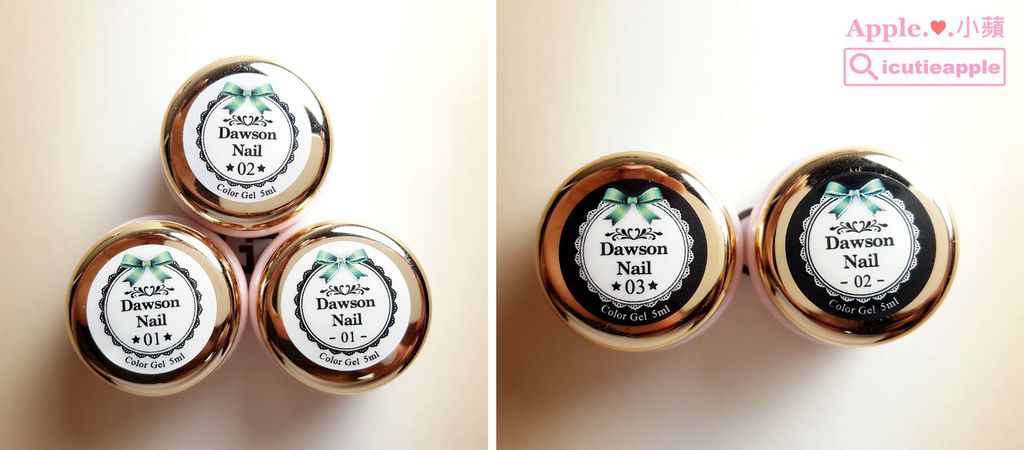 Dawson
Nail
★02★
Color Gel 5ml
Dawson
Nail
★01★
Color Gel 5ml
Dawson
Nail
- 01 -
Color Gel 5ml
Apple.♥.小蘋
icutieapple
Dawson
Nail
★03★
Color Gel 5ml
Dawson
Nail
- 02 -
Color Gel 5ml